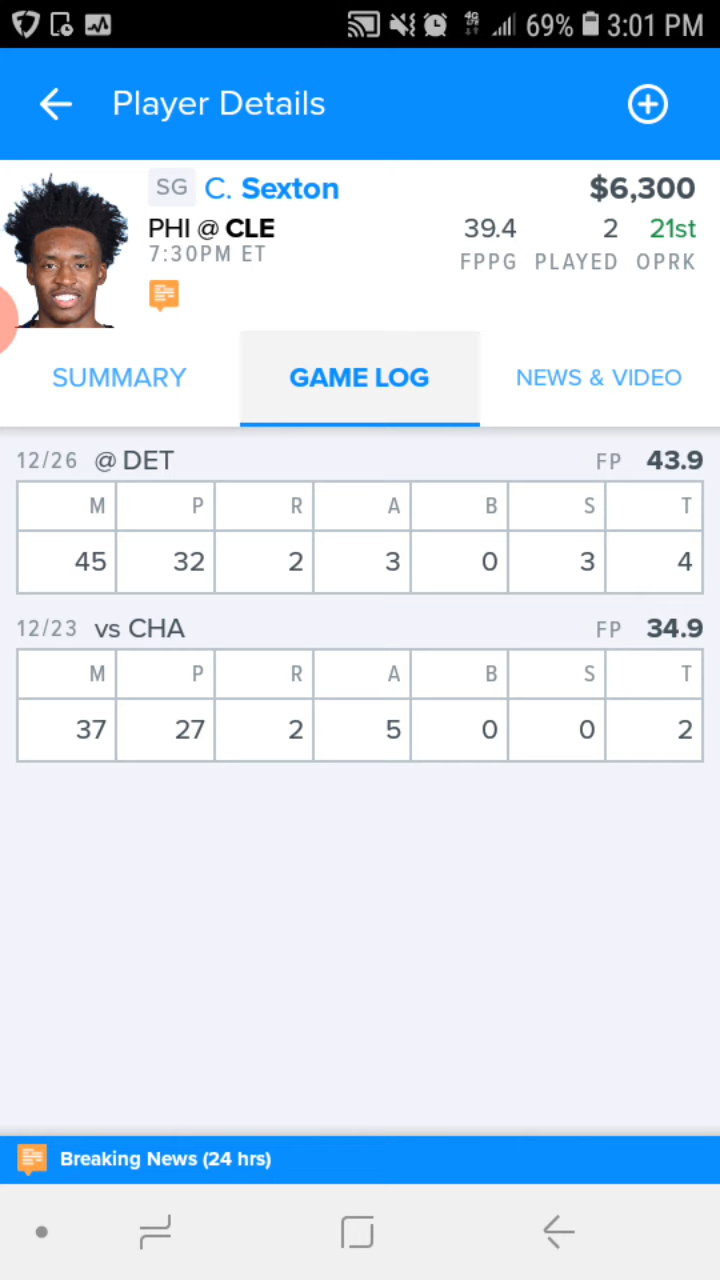 4G LTE 69% 3:01 PM
Player Details
SG C. Sexton $6,300
PHI @ CLE 39.4 2 21st
7:30PM ET FPPG PLAYED OPRK
SUMMARY GAME LOG NEWS & VIDEO
12/26 @ DET FP 43.9
M P R A B S T
45 32 2 3 0 3 4
12/23 vs CHA FP 34.9
M P R A B S T
37 27 2 5 0 0 2
Breaking News (24 hrs)